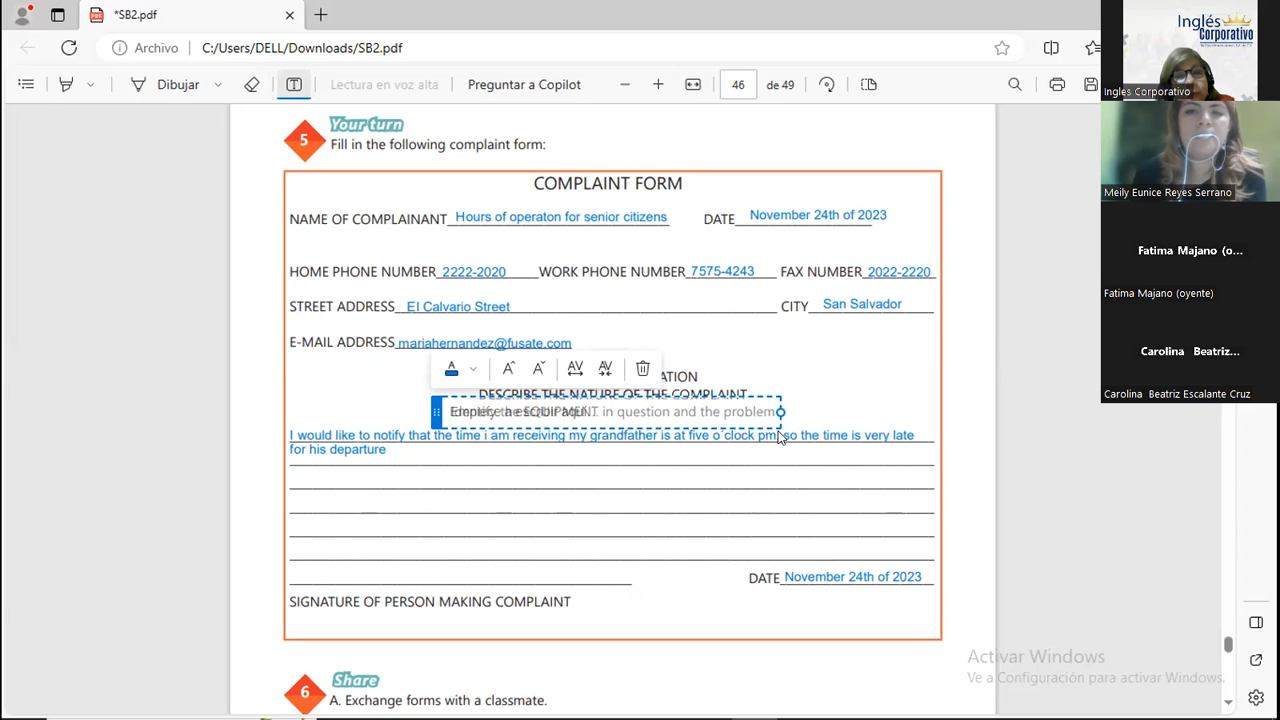 *SB2.pdf
Archivo
C:/Users/DELL/Downloads/SB2.pdf
Dibujar
Lectura en voz alta
Preguntar a Copilot
46
de 49
5
Your turn
Fill in the following complaint form:
COMPLAINT FORM
NAME OF COMPLAINANT Hours of operaton for senior citizens DATE November 24th of 2023
HOME PHONE NUMBER 2222-2020 WORK PHONE NUMBER 7575-4243 FAX NUMBER 2022-2220
STREET ADDRESS El Calvario Street CITY San Salvador
E-MAIL ADDRESS mariahernandez@fusate.com
ATION
DESCRIBE THE NATURE OF THE COMPLAINT
in question and the problem
I would like to notify that the time i am receiving my grandfather is at five o´clock pm, so the time is very late
for his departure
DATE November 24th of 2023
SIGNATURE OF PERSON MAKING COMPLAINT
6
Share
A. Exchange forms with a classmate.
Activar Windows
Ve a Configuración para activar Windows.
Inglés
Corporativo
Ingles Corporativo
Meily Eunice Reyes Serrano
Fatima Majano (o...
Fatima Majano (oyente)
Carolina Beatriz...
Carolina Beatriz Escalante Cruz